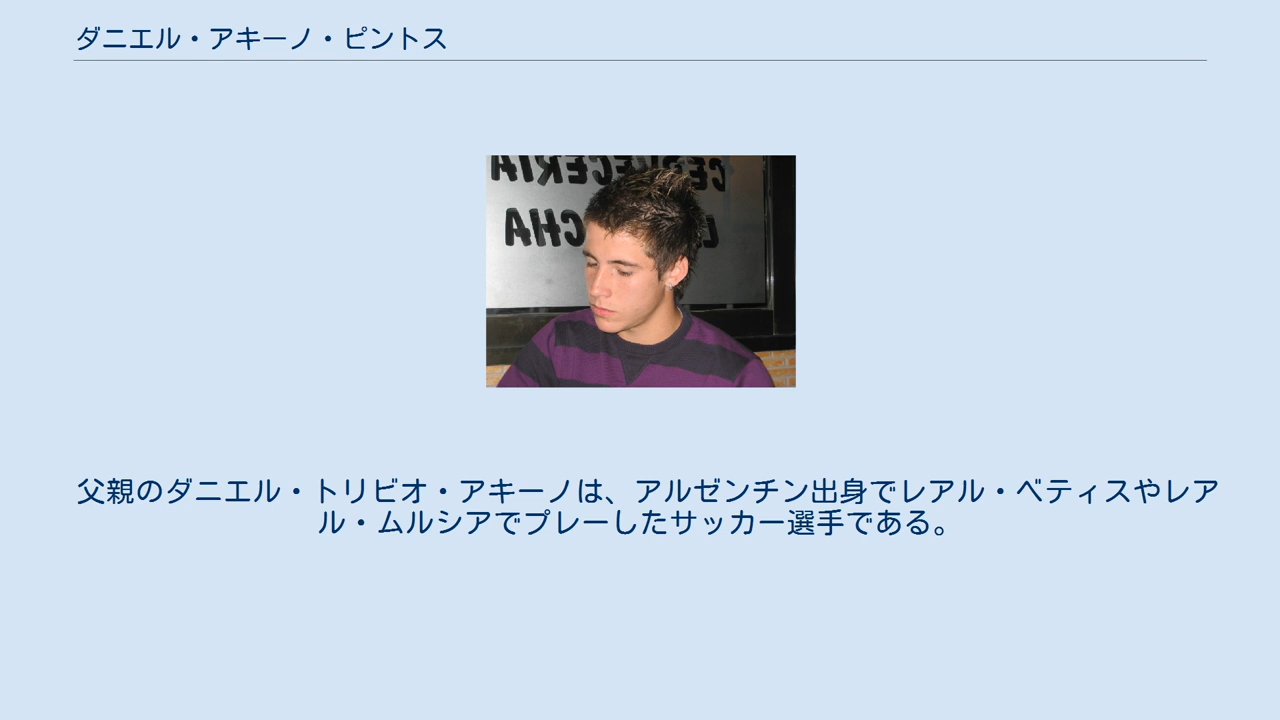 ダニエル・アキーノ・ピントス
CERVECERIA
CHA
父親のダニエル・トリビオ・アキーノは、アルゼンチン出身でレアル・ベティスやレア
ル・ムルシアでプレーしたサッカー選手である。